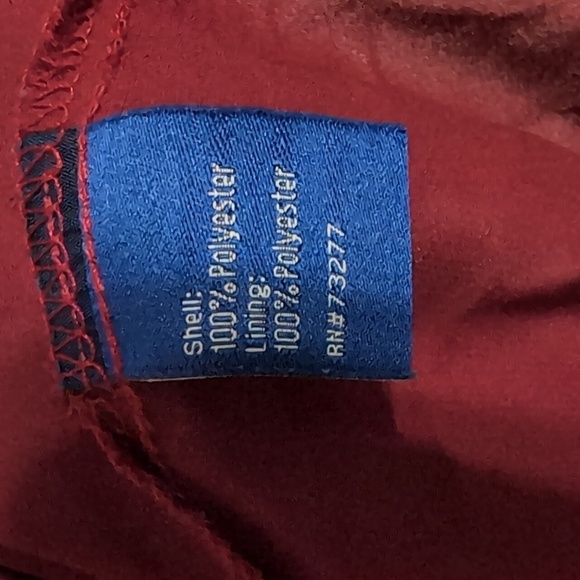 Shell:
100% Polyester
Lining:
100% Polyester
RN#73277